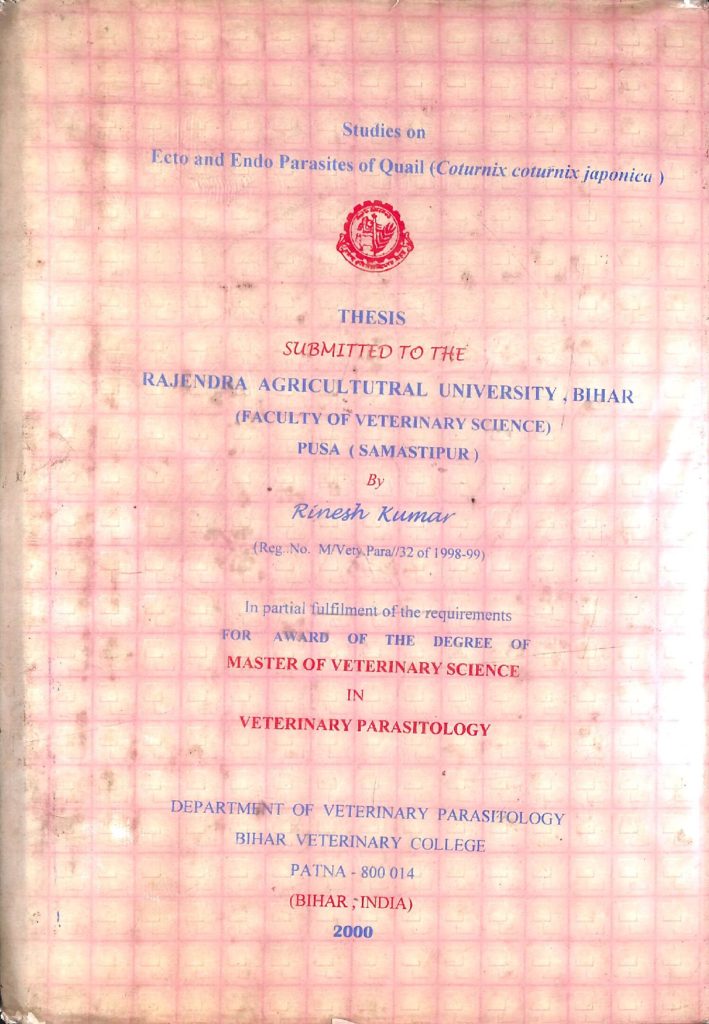 Studies on
Ecto and Endo Parasites of Quail (Coturnix coturnix japonica )
THESIS
SUBMITTED TO THE
RAJENDRA AGRICULTUTRAL UNIVERSITY , BIHAR
(FACULTY OF VETERINARY SCIENCE)
PUSA ( SAMASTIPUR )
By
Rinesh Kumar
(Reg. No. M/Vety.Para//32 of 1998-99)
In partial fulfilment of the requirements
FOR AWARD OF THE DEGREE OF
MASTER OF VETERINARY SCIENCE
IN
VETERINARY PARASITOLOGY
DEPARTMENT OF VETERINARY PARASITOLOGY
BIHAR VETERINARY COLLEGE
PATNA - 800 014
(BIHAR , INDIA)
2000